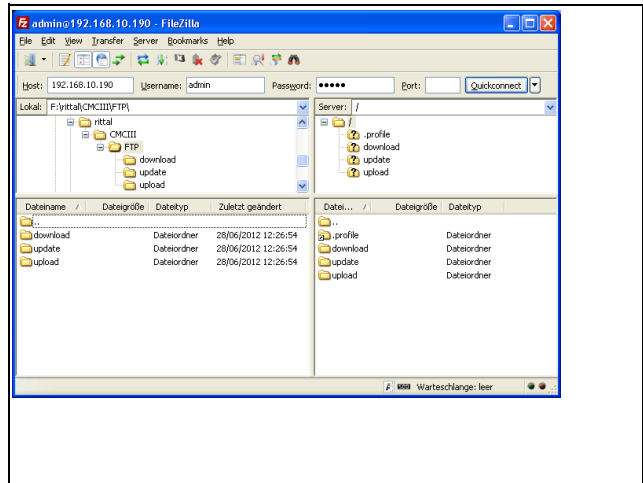 admin@192.168.10.190 - FileZilla
File Edit View Transfer Server Bookmarks Help
Host: 192.168.10.190 Username: admin Password: ●●●●● Port: Quickconnect
Lokal: F:\rittal\CMCIII\FTP\
rittal
CMCIII
FTP
download
update
upload
Server: /
/
.profile
download
update
upload
Dateiname / Dateigröße Dateityp Zuletzt geändert
..
download Dateiordner 28/06/2012 12:26:54
update Dateiordner 28/06/2012 12:26:54
upload Dateiordner 28/06/2012 12:26:54
Datei... / Dateigröße Dateityp
..
.profile Dateiordner
download Dateiordner
update Dateiordner
upload Dateiordner
Warteschlange: leer